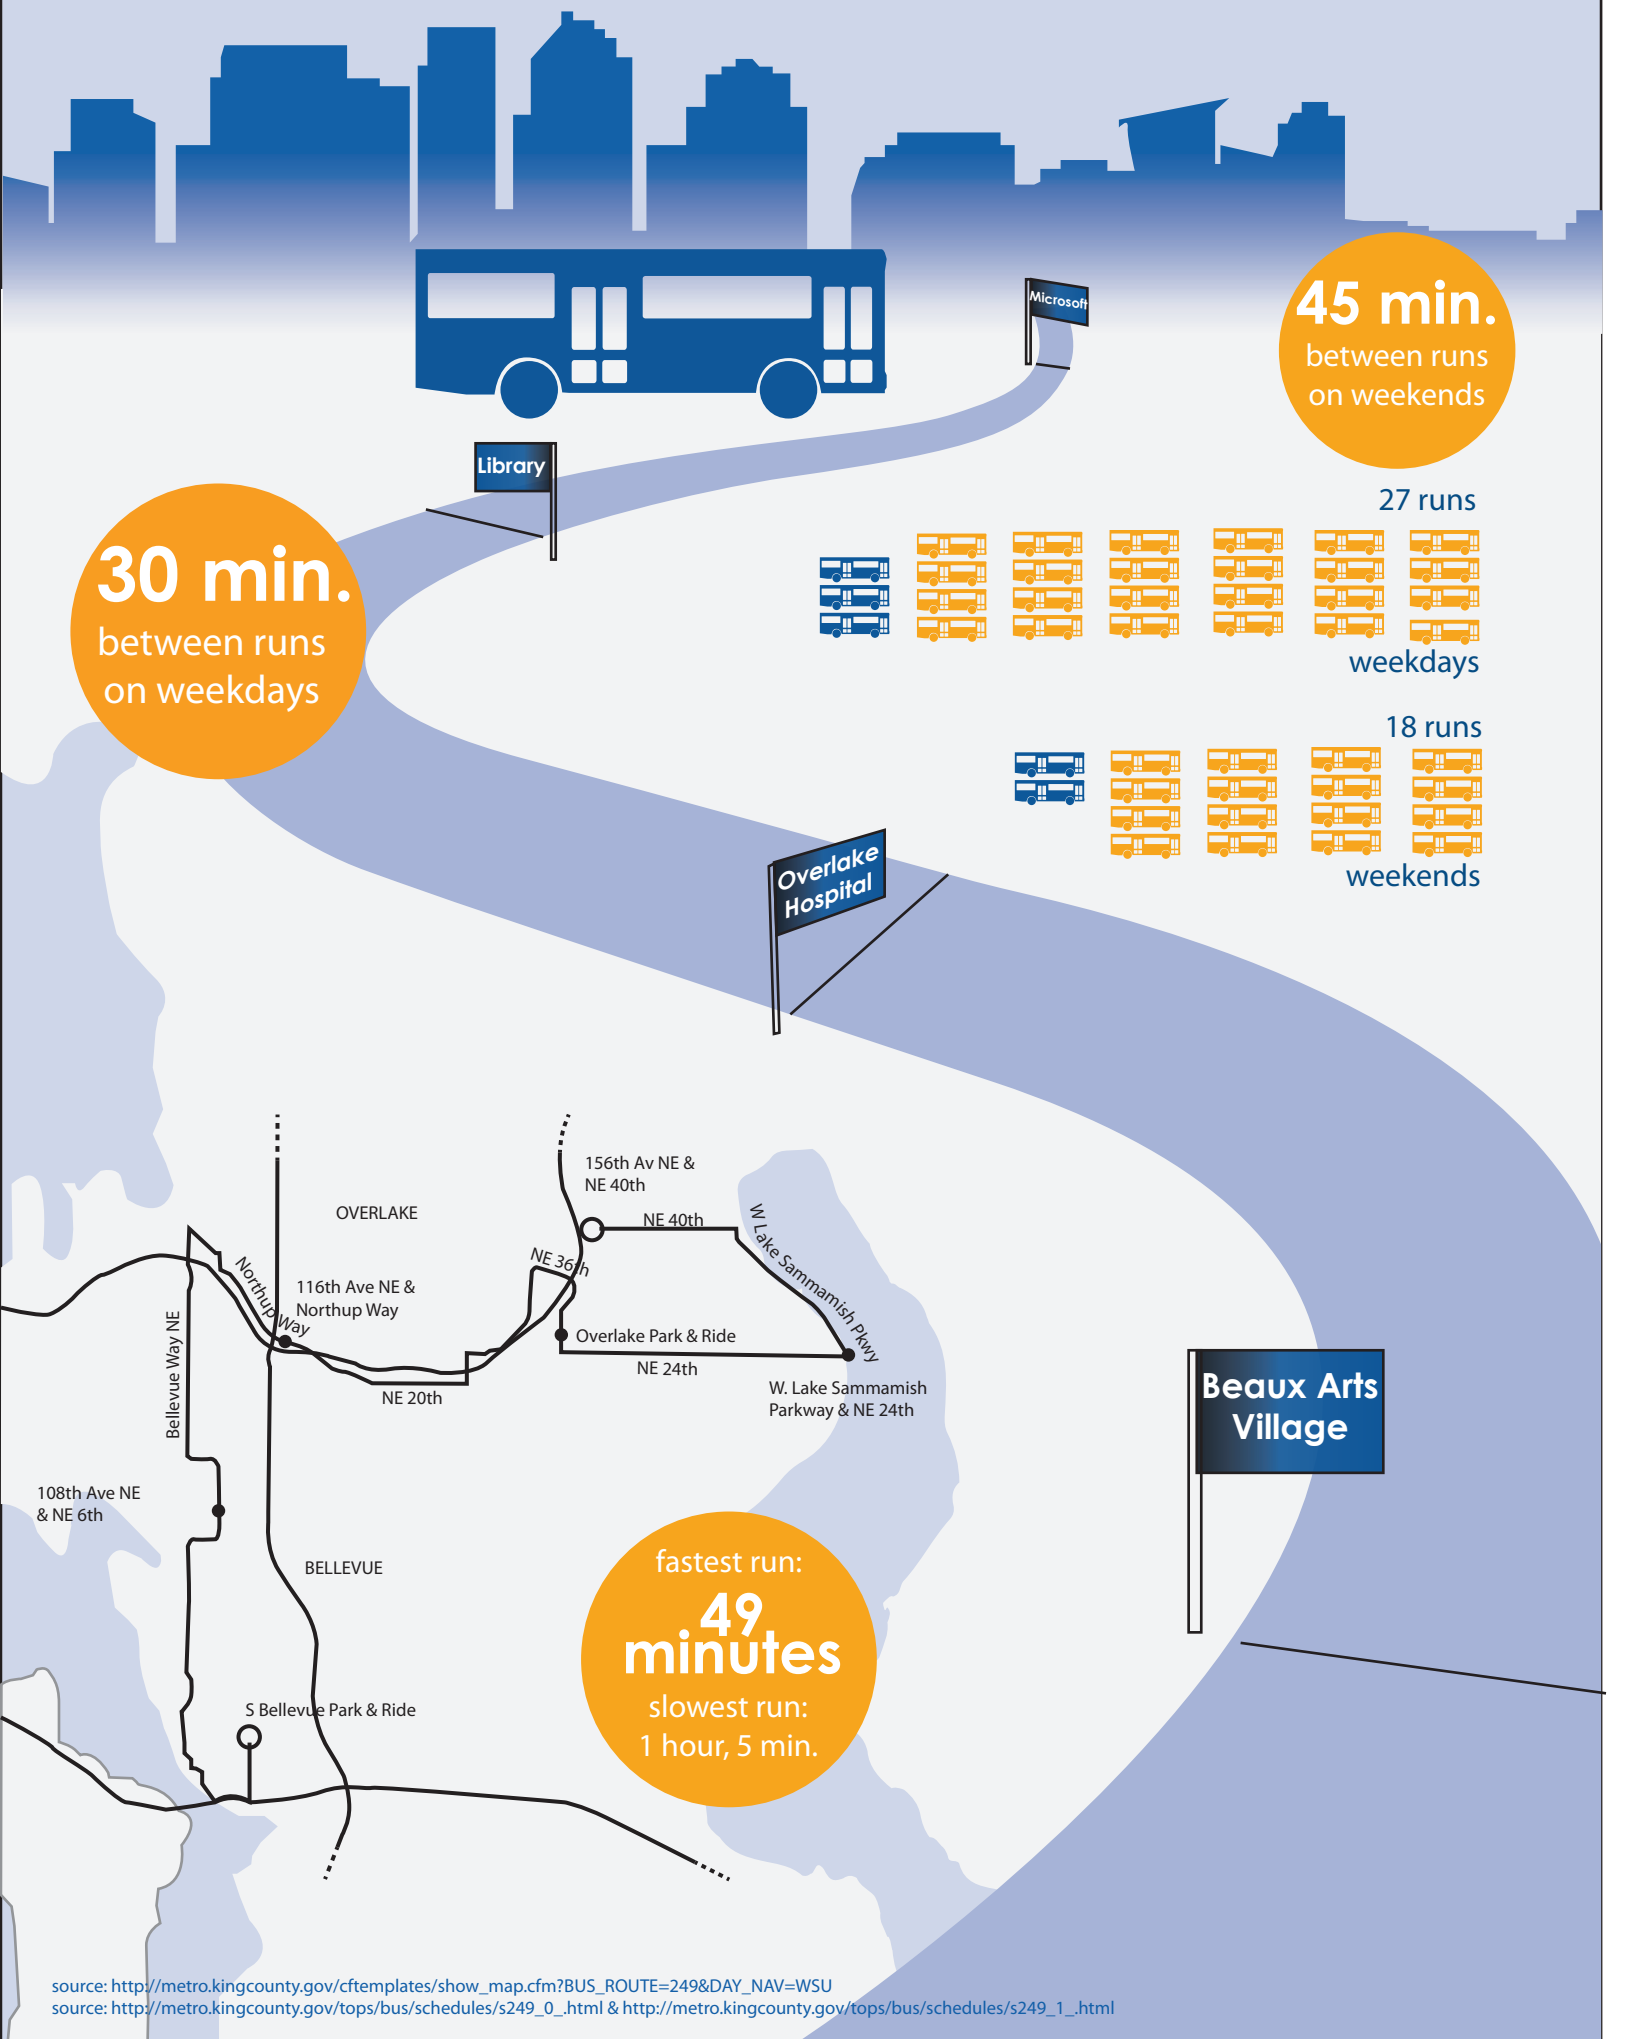 Microsoft
45 min.
between runs
on weekends
Library
27 runs
weekdays
30 min.
between runs
on weekdays
18 runs
weekends
Overlake
Hospital
156th Av NE &
NE 40th
OVERLAKE
NE 40th
W Lake Sammamish Pkwy
NE 36th
Northup Way
116th Ave NE &
Northup Way
Bellevue Way NE
Overlake Park & Ride
NE 24th
NE 20th
W. Lake Sammamish
Parkway & NE 24th
Beaux Arts
Village
108th Ave NE
& NE 6th
BELLEVUE
fastest run:
49
minutes
slowest run:
1 hour, 5 min.
S Bellevue Park & Ride
source: http://metro.kingcounty.gov/cftemplates/show_map.cfm?BUS_ROUTE=249&DAY_NAV=WSU
source: http://metro.kingcounty.gov/tops/bus/schedules/s249_0_.html & http://metro.kingcounty.gov/tops/bus/schedules/s249_1_.html